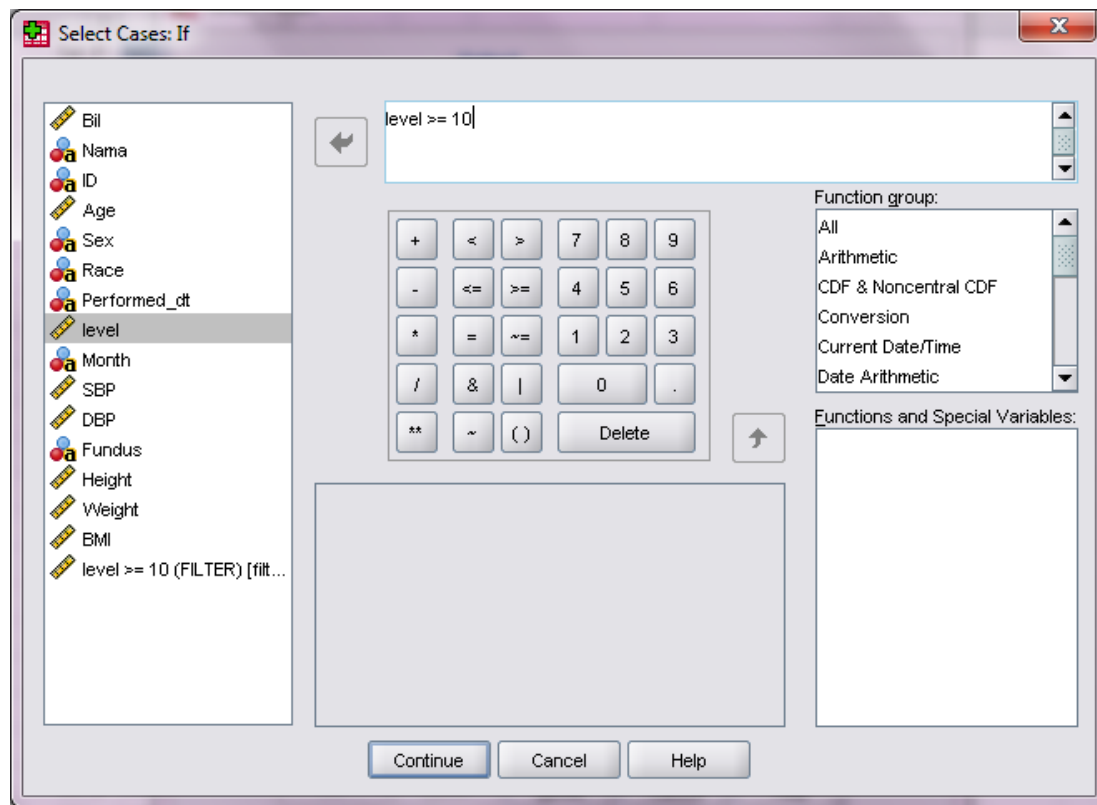 Select Cases: If
Bil
Nama
ID
Age
Sex
Race
Performed_dt
level
Month
SBP
DBP
Fundus
Height
Weight
BMI
level >= 10 (FILTER) [filt...
level >= 10
+ < > 7 8 9
- <= >= 4 5 6
* = ~= 1 2 3
/ & | 0 .
** ~ ( ) Delete
Function group:
All
Arithmetic
CDF & Noncentral CDF
Conversion
Current Date/Time
Date Arithmetic
Functions and Special Variables:
Continue Cancel Help